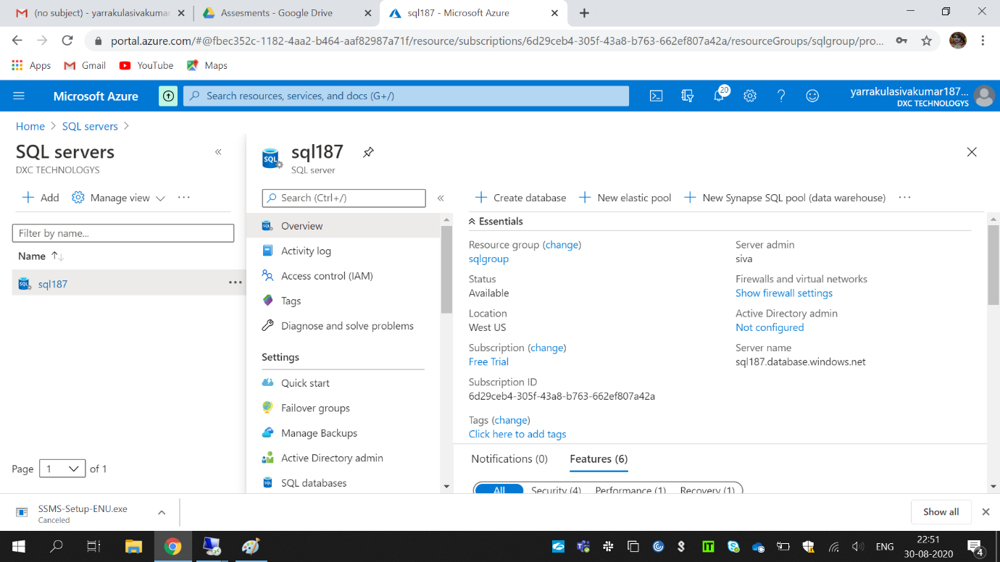 (no subject) - yarrakulasivakumar
Assesments - Google Drive
sql187 - Microsoft Azure
portal.azure.com/#@fbec352c-1182-4aa2-b464-aaf82987a71f/resource/subscriptions/6d29ceb4-305f-43a8-b763-662ef807a42a/resourceGroups/sqlgroup/pro...
Apps
Gmail
YouTube
Maps
Microsoft Azure
Search resources, services, and docs (G+/)
20
yarrakulasivakumar187...
DXC TECHNOLOGYS
Home > SQL servers >
SQL servers
DXC TECHNOLOGYS
Add
Manage view
Filter by name...
Name
sql187
Page 1 of 1
SQL
sql187
SQL server
Search (Ctrl+/)
Overview
Activity log
Access control (IAM)
Tags
Diagnose and solve problems
Settings
Quick start
Failover groups
Manage Backups
Active Directory admin
SQL databases
Create database
New elastic pool
New Synapse SQL pool (data warehouse)
Essentials
Resource group (change)
sqlgroup
Status
Available
Location
West US
Subscription (change)
Free Trial
Subscription ID
6d29ceb4-305f-43a8-b763-662ef807a42a
Tags (change)
Click here to add tags
Server admin
siva
Firewalls and virtual networks
Show firewall settings
Active Directory admin
Not configured
Server name
sql187.database.windows.net
Notifications (0)
Features (6)
All
Security (4)
Performance (1)
Recovery (1)
SSMS-Setup-ENU.exe
Canceled
Show all
ENG
22:51
30-08-2020
4